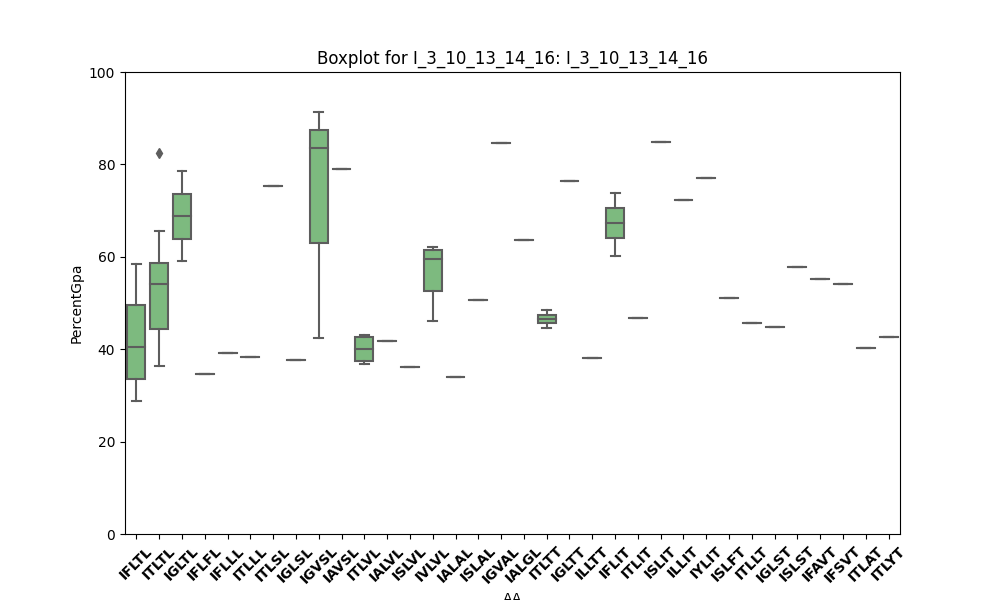 Boxplot for I_3_10_13_14_16: I_3_10_13_14_16
100
80
60
40
20
0
PercentGpa
IFLTL ITLTL IGLTL IFLFL IFLLL ITLLL ITLSL IGLSL IGVSL IAVSL ITLVL IALVL ISLVL IVLVL IALAL ISLAL IGVAL IALGL ITLTT IGLTT ILLTT IFLIT ITLIT ISLIT ILLIT IYLIT ISLFT ITLLT IGLST ISLST IFAVT IFSVT ITLAT ITLYT
AA